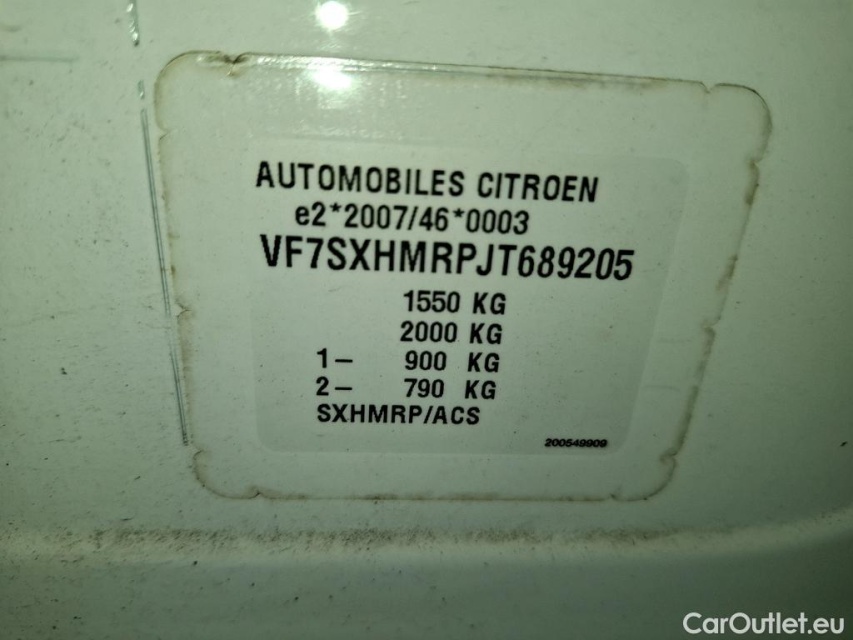 AUTOMOBILES CITROEN
e2*2007/46*0003
VF7SXHMRPJT689205
1550 KG
2000 KG
1- 900 KG
2- 790 KG
SXHMRP/ACS
200549909
CarOutlet.eu